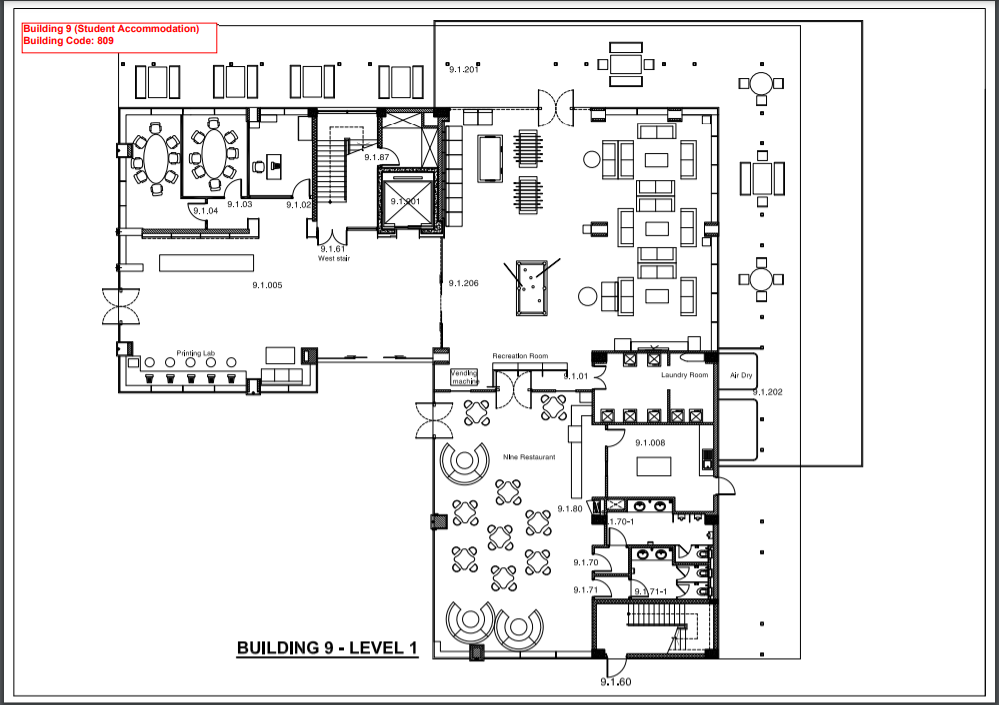 Building 9 (Student Accommodation)
Building Code: 809
9.1.201
9.1.87
9.1.04
9.1.03
9.1.02
9.1.001
9.1.61
West stair
9.1.005
9.1.206
Printing Lab
Recreation Room
Vending
machine
9.1.01
Laundry Room
Air Dry
9.1.202
9.1.008
Nine Restaurant
9.1.80
.1.70-1
9.1.70
9.1.71
9.1.71-1
BUILDING 9 - LEVEL 1
9.1.60